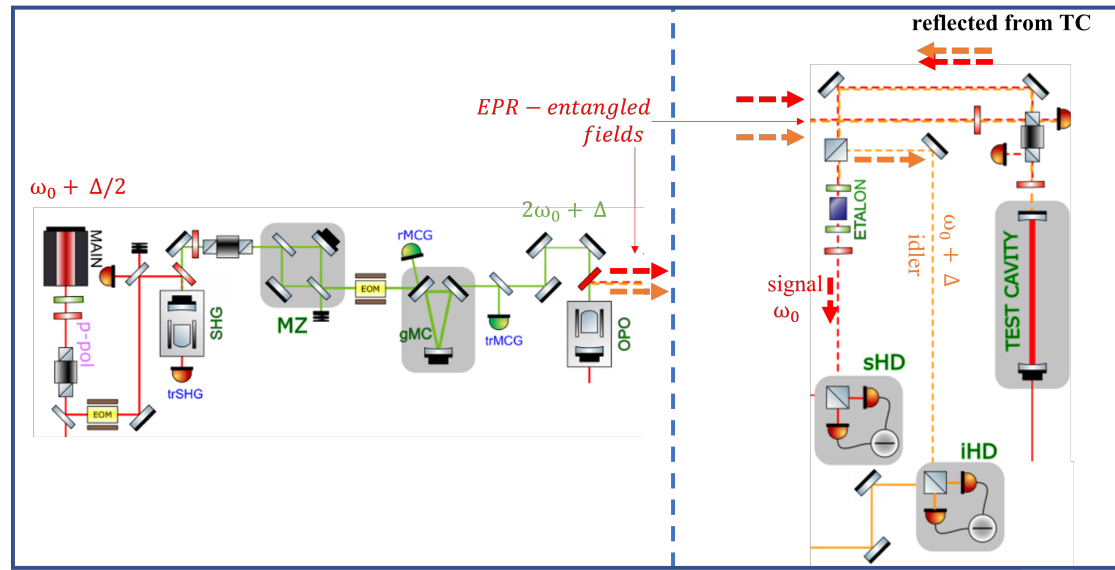 reflected from TC
EPR – entangled
fields
ω₀ + Δ/2
2ω₀ + Δ
MAIN
p-pol
EOM
SHG
trSHG
MZ
EOM
rMCG
gMC
trMCG
OPO
ETALON
ω₀ + Δ
idler
signal
ω₀
TEST CAVITY
sHD
iHD